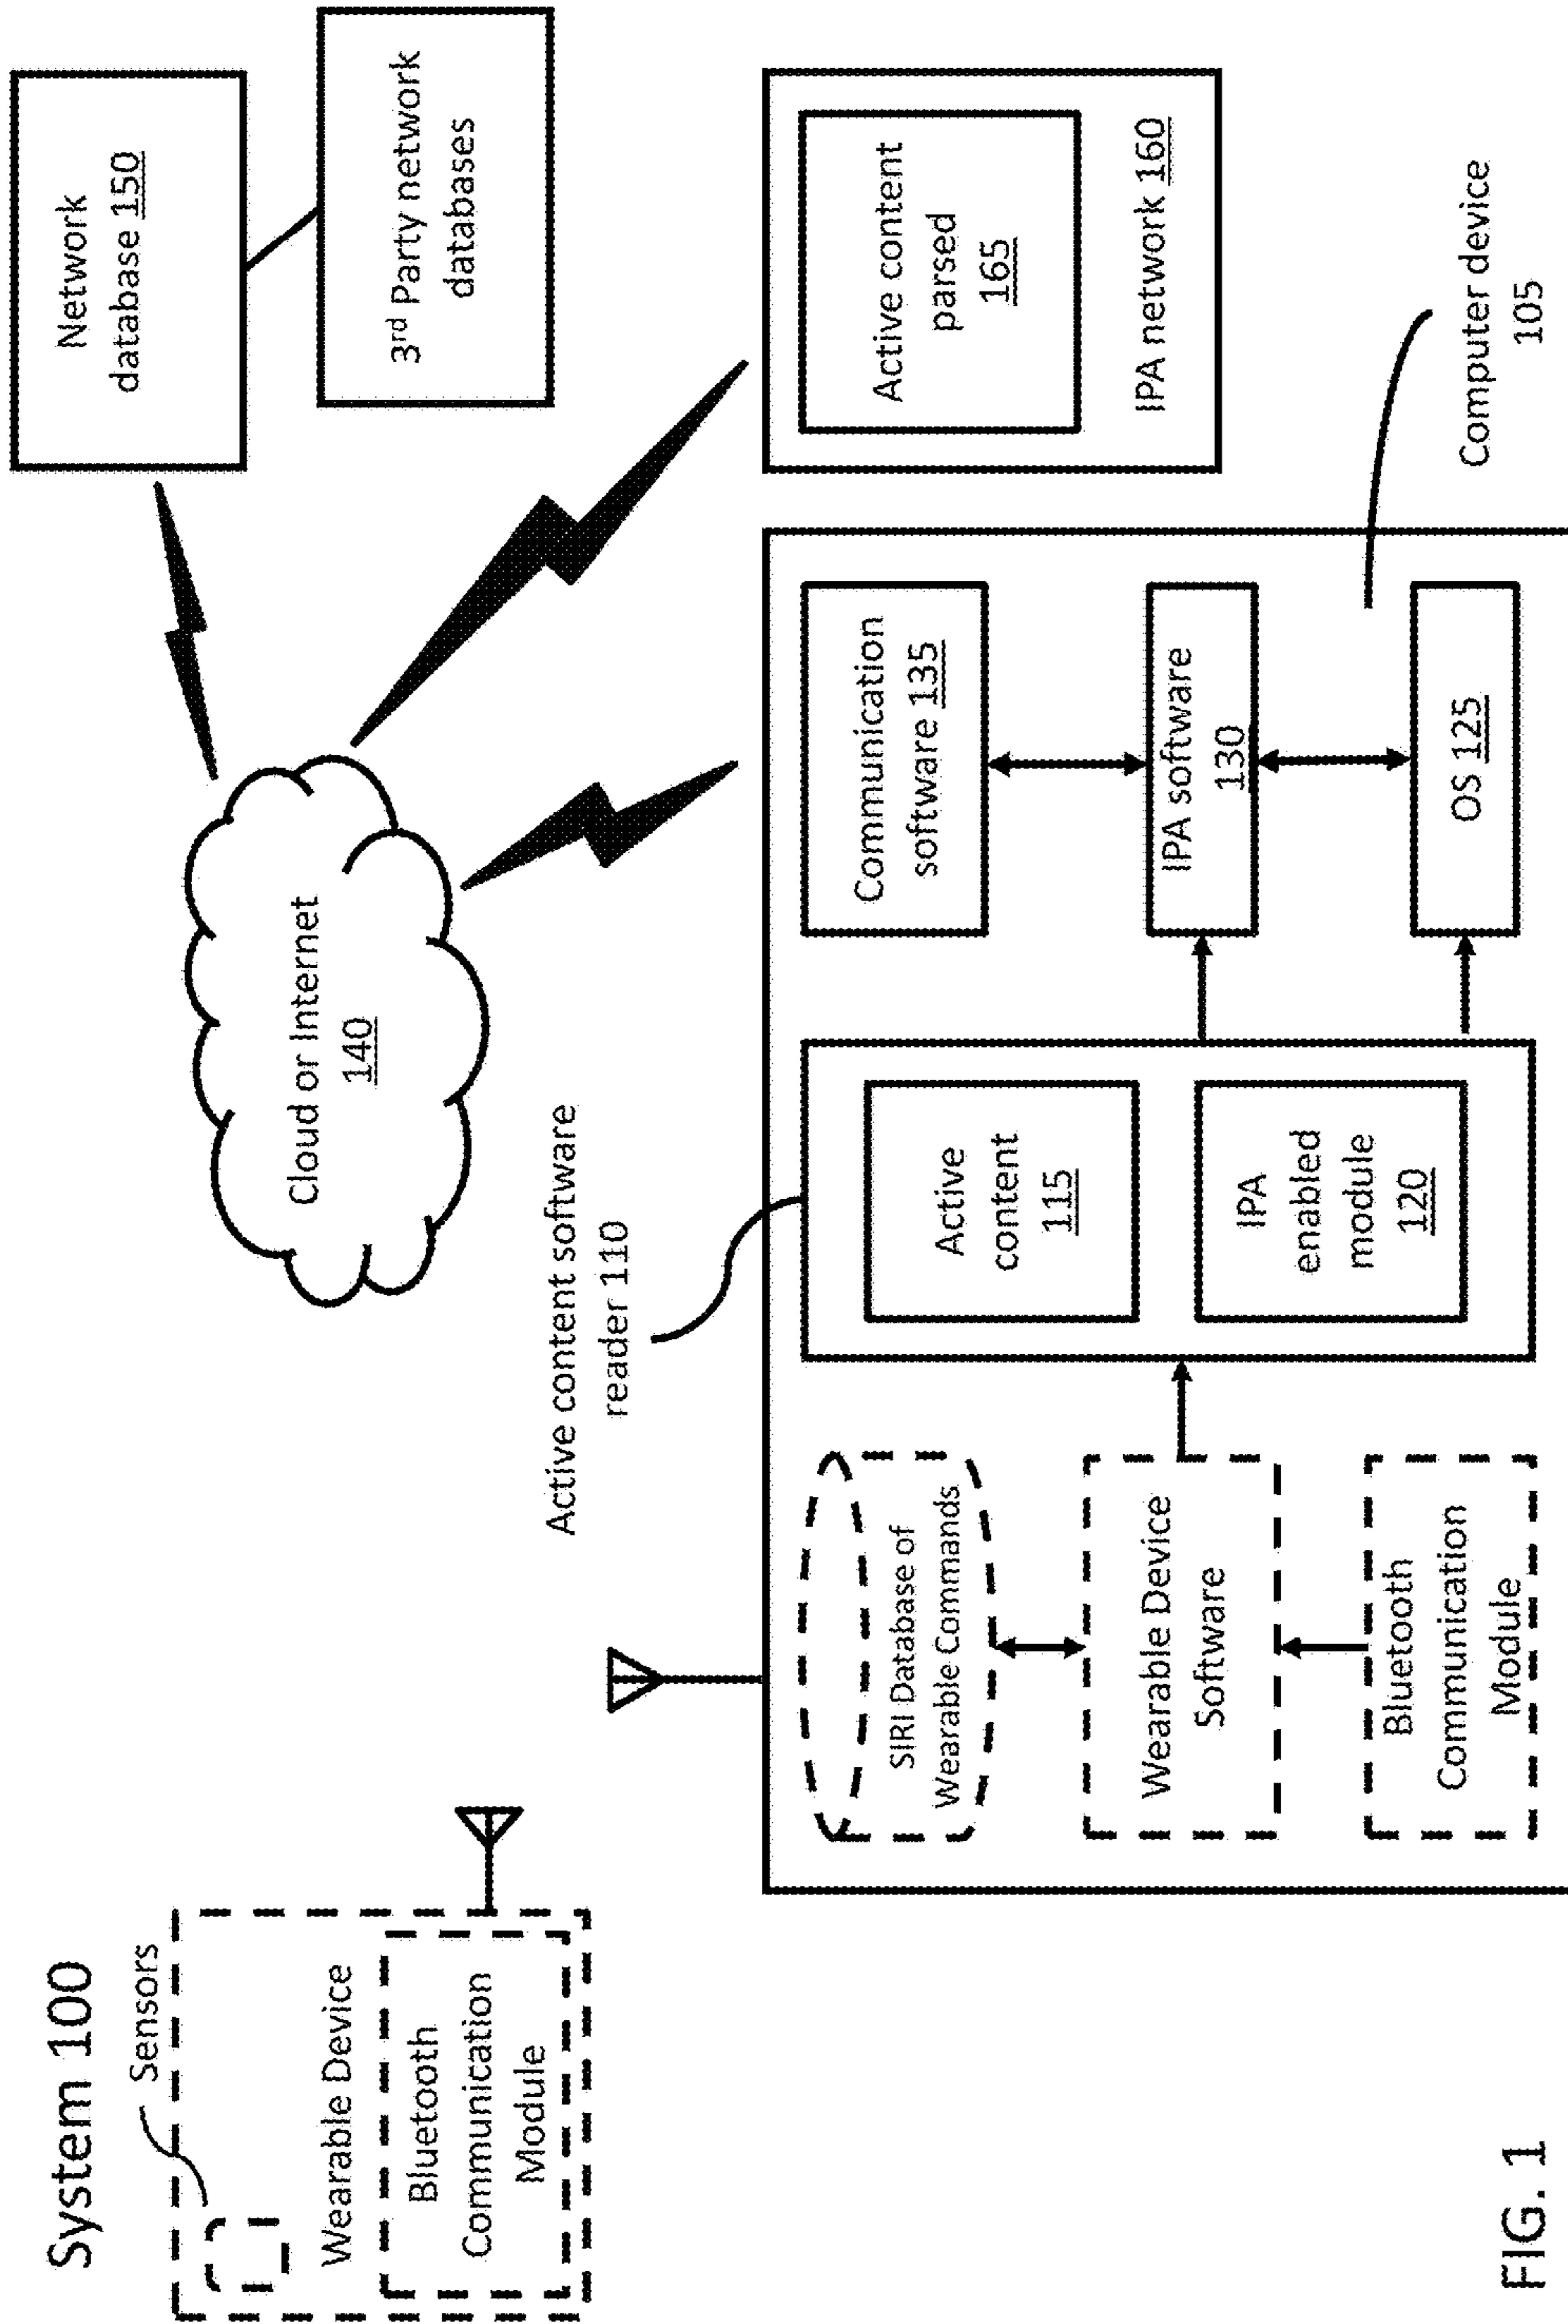 System 100
Sensors
Wearable Device
Bluetooth
Communication
Module
Cloud or Internet
140
Network
database 150
3rd Party network
databases
Active content software
reader 110
SIRI Database of
Wearable Commands
Wearable Device
Software
Bluetooth
Communication
Module
Active
content
115
IPA
enabled
module
120
Communication
software 135
IPA software
130
OS 125
Active content
parsed
165
IPA network 160
Computer device
105
FIG. 1